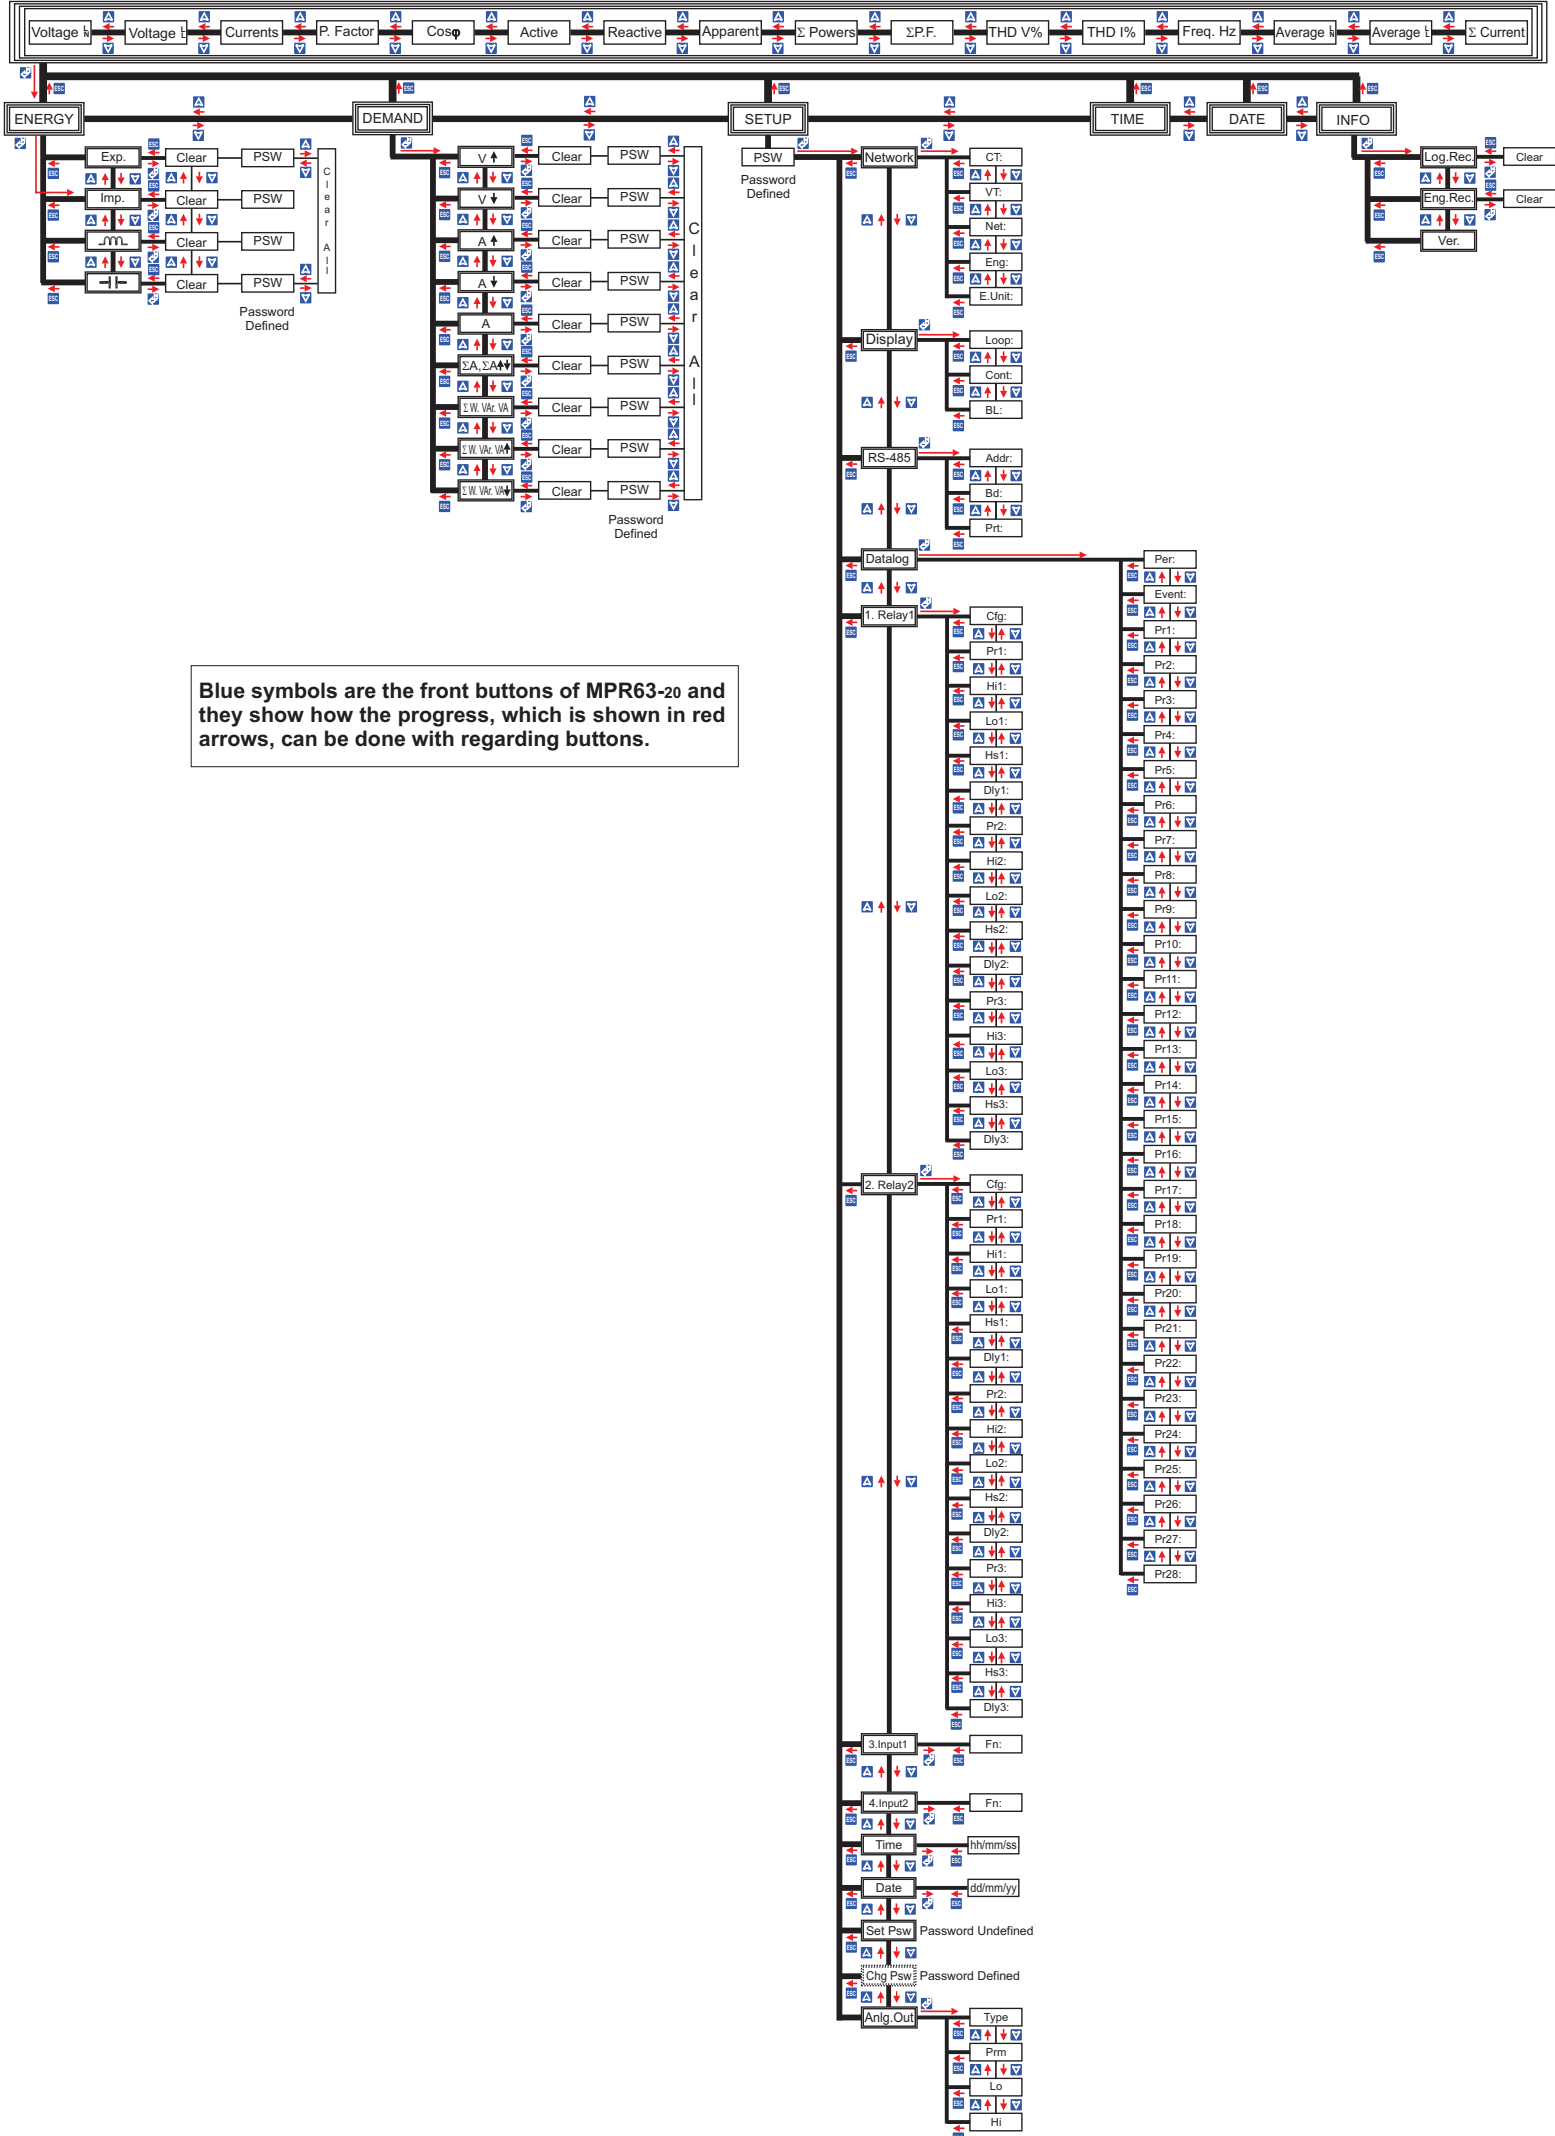 Voltage L N
Voltage L L
Currents
P. Factor
Cosφ
Active
Reactive
Apparent
Σ Powers
ΣP.F.
THD V%
THD I%
Freq. Hz
Average L N
Average L L
Σ Current
ENERGY
DEMAND
SETUP
TIME
DATE
INFO
Exp.
Clear
PSW
Imp.
Clear
PSW
Clear
PSW
Clear
PSW
Clear All
Password
Defined
V
Clear
PSW
V
Clear
PSW
A
Clear
PSW
A
Clear
PSW
A
Clear
PSW
ΣA, ΣA
Clear
PSW
Σ W. VAr. VA
Clear
PSW
Σ W. VAr. VA
Clear
PSW
Σ W. VAr. VA
Clear
PSW
Clear All
Password
Defined
PSW
Password
Defined
Network
CT:
VT:
Net:
Eng:
E.Unit:
Display
Loop:
Cont:
BL:
RS-485
Addr:
Bd:
Prt:
Datalog
Per:
Event:
Pr1:
Pr2:
Pr3:
Pr4:
Pr5:
Pr6:
Pr7:
Pr8:
Pr9:
Pr10:
Pr11:
Pr12:
Pr13:
Pr14:
Pr15:
Pr16:
Pr17:
Pr18:
Pr19:
Pr20:
Pr21:
Pr22:
Pr23:
Pr24:
Pr25:
Pr26:
Pr27:
Pr28:
1. Relay1
Cfg:
Pr1:
Hi1:
Lo1:
Hs1:
Dly1:
Pr2:
Hi2:
Lo2:
Hs2:
Dly2:
Pr3:
Hi3:
Lo3:
Hs3:
Dly3:
2. Relay2
Cfg:
Pr1:
Hi1:
Lo1:
Hs1:
Dly1:
Pr2:
Hi2:
Lo2:
Hs2:
Dly2:
Pr3:
Hi3:
Lo3:
Hs3:
Dly3:
3.Input1
Fn:
4.Input2
Fn:
Time
hh/mm/ss
Date
dd/mm/yy
Set Psw
Password Undefined
Chg Psw
Password Defined
Anlg.Out
Type
Prm
Lo
Hi
Log.Rec.
Clear
Eng.Rec.
Clear
Ver.
ESC
Blue symbols are the front buttons of MPR63-20 and
they show how the progress, which is shown in red
arrows, can be done with regarding buttons.